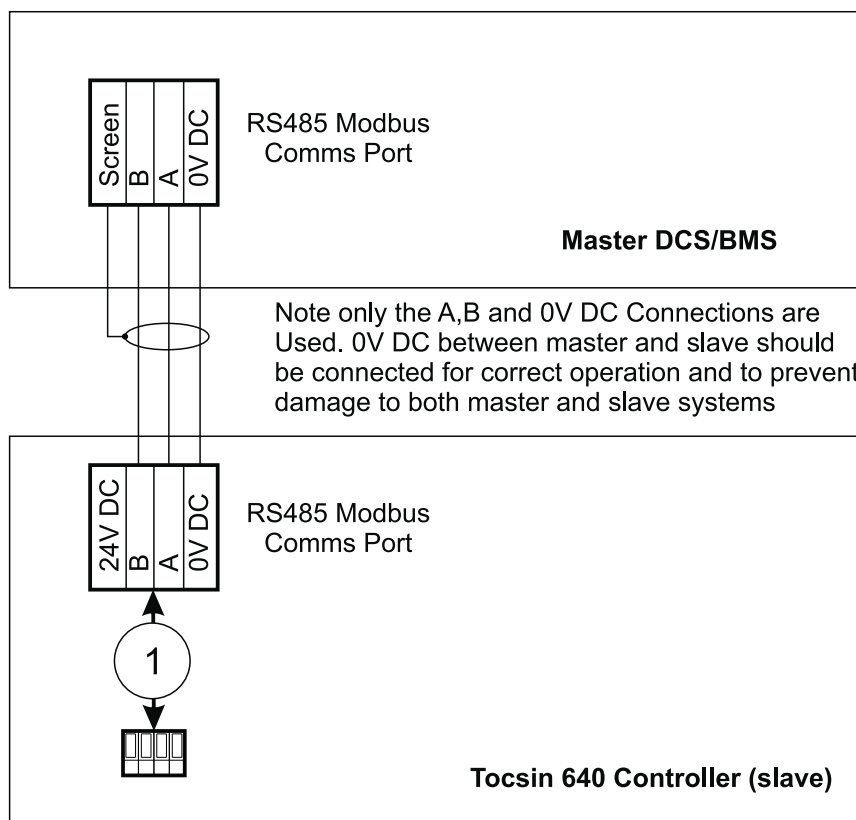 Screen
B
A
0V DC
RS485 Modbus
Comms Port
Master DCS/BMS
Note only the A,B and 0V DC Connections are
Used. 0V DC between master and slave should
be connected for correct operation and to prevent
damage to both master and slave systems
24V DC
B
A
0V DC
RS485 Modbus
Comms Port
1
Tocsin 640 Controller (slave)